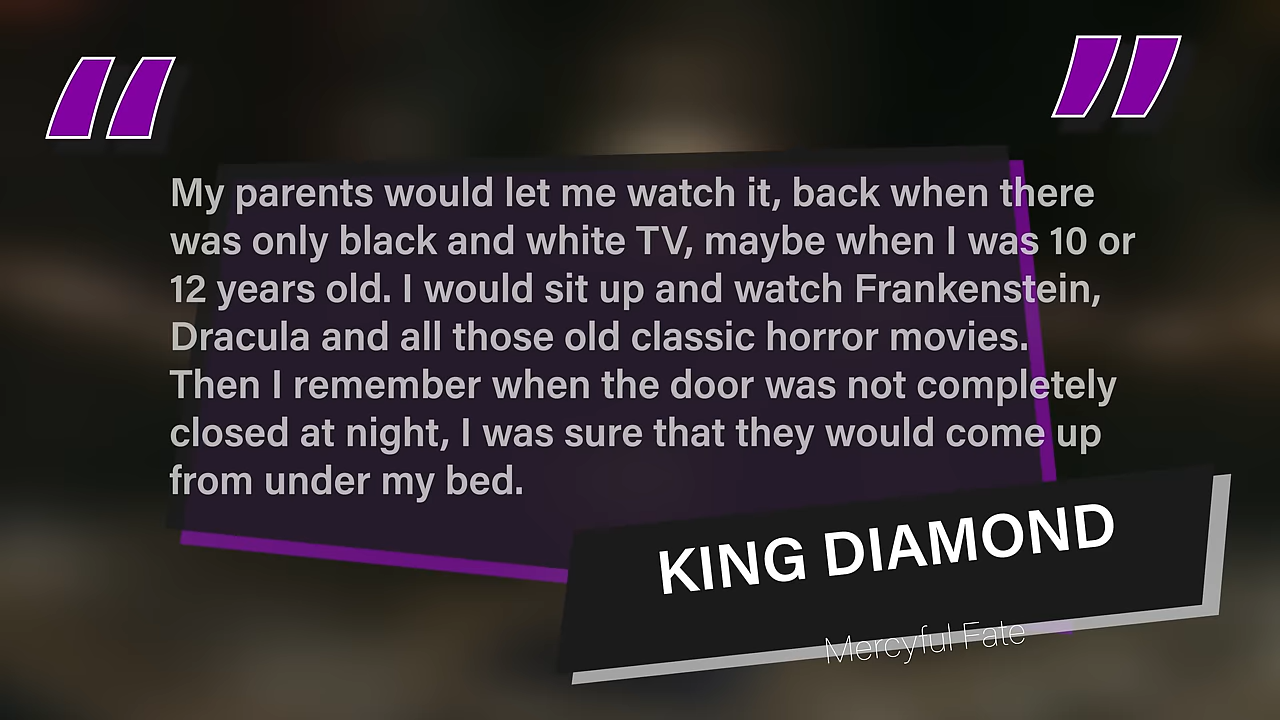 My parents would let me watch it, back when there
was only black and white TV, maybe when I was 10 or
12 years old. I would sit up and watch Frankenstein,
Dracula and all those old classic horror movies.
Then I remember when the door was not completely
closed at night, I was sure that they would come up
from under my bed.
KING DIAMOND
Mercyful Fate